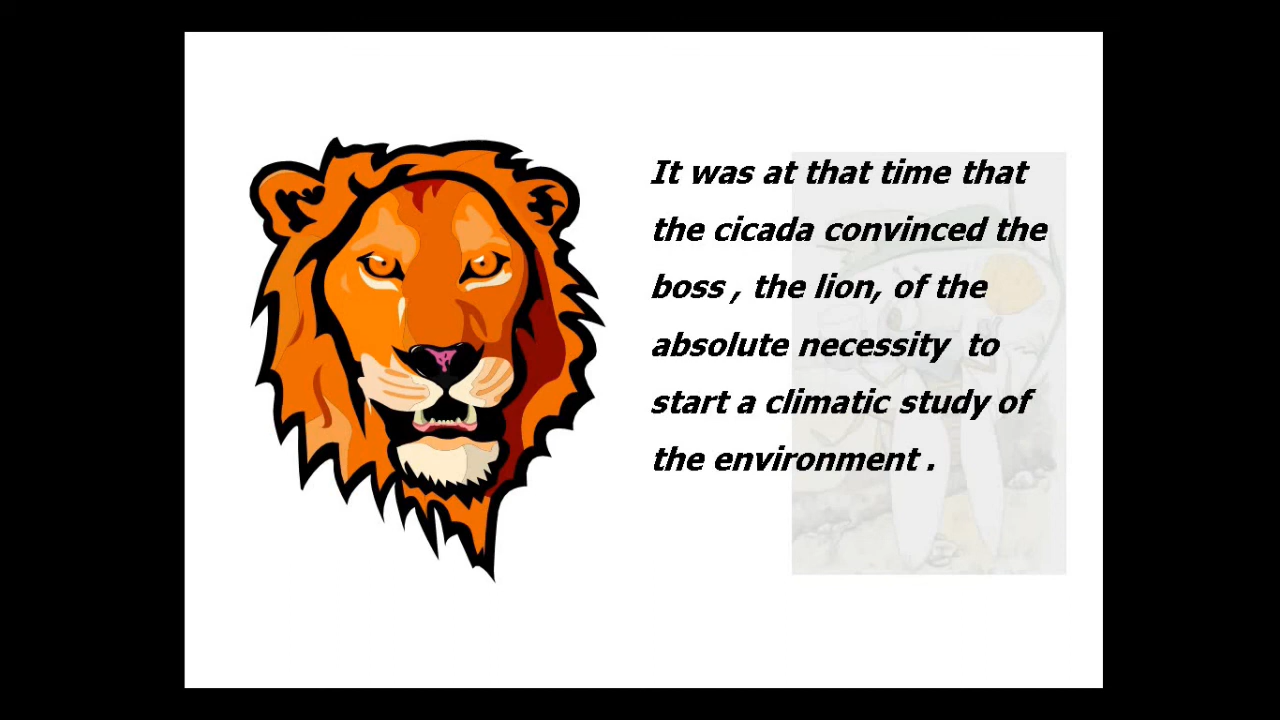 It was at that time that
the cicada convinced the
boss , the lion, of the
absolute necessity  to
start a climatic study of
the environment .